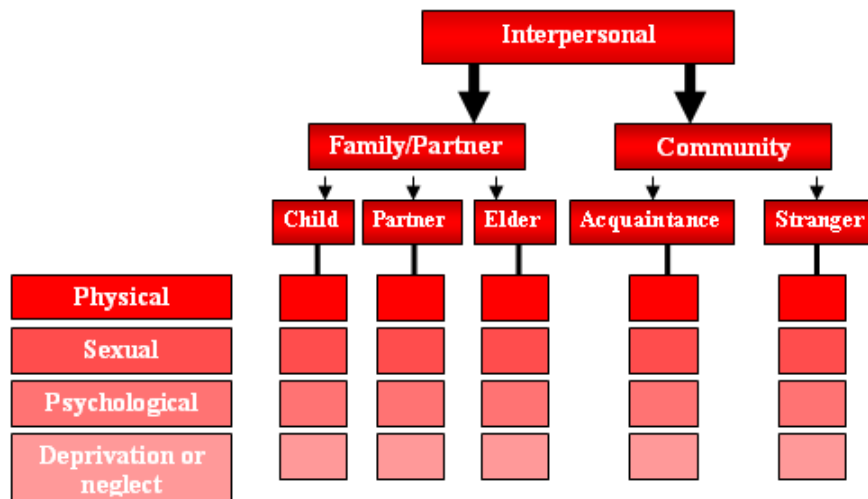 Interpersonal
Family/Partner
Community
Child
Partner
Elder
Acquaintance
Stranger
Physical
Sexual
Psychological
Deprivation or
neglect